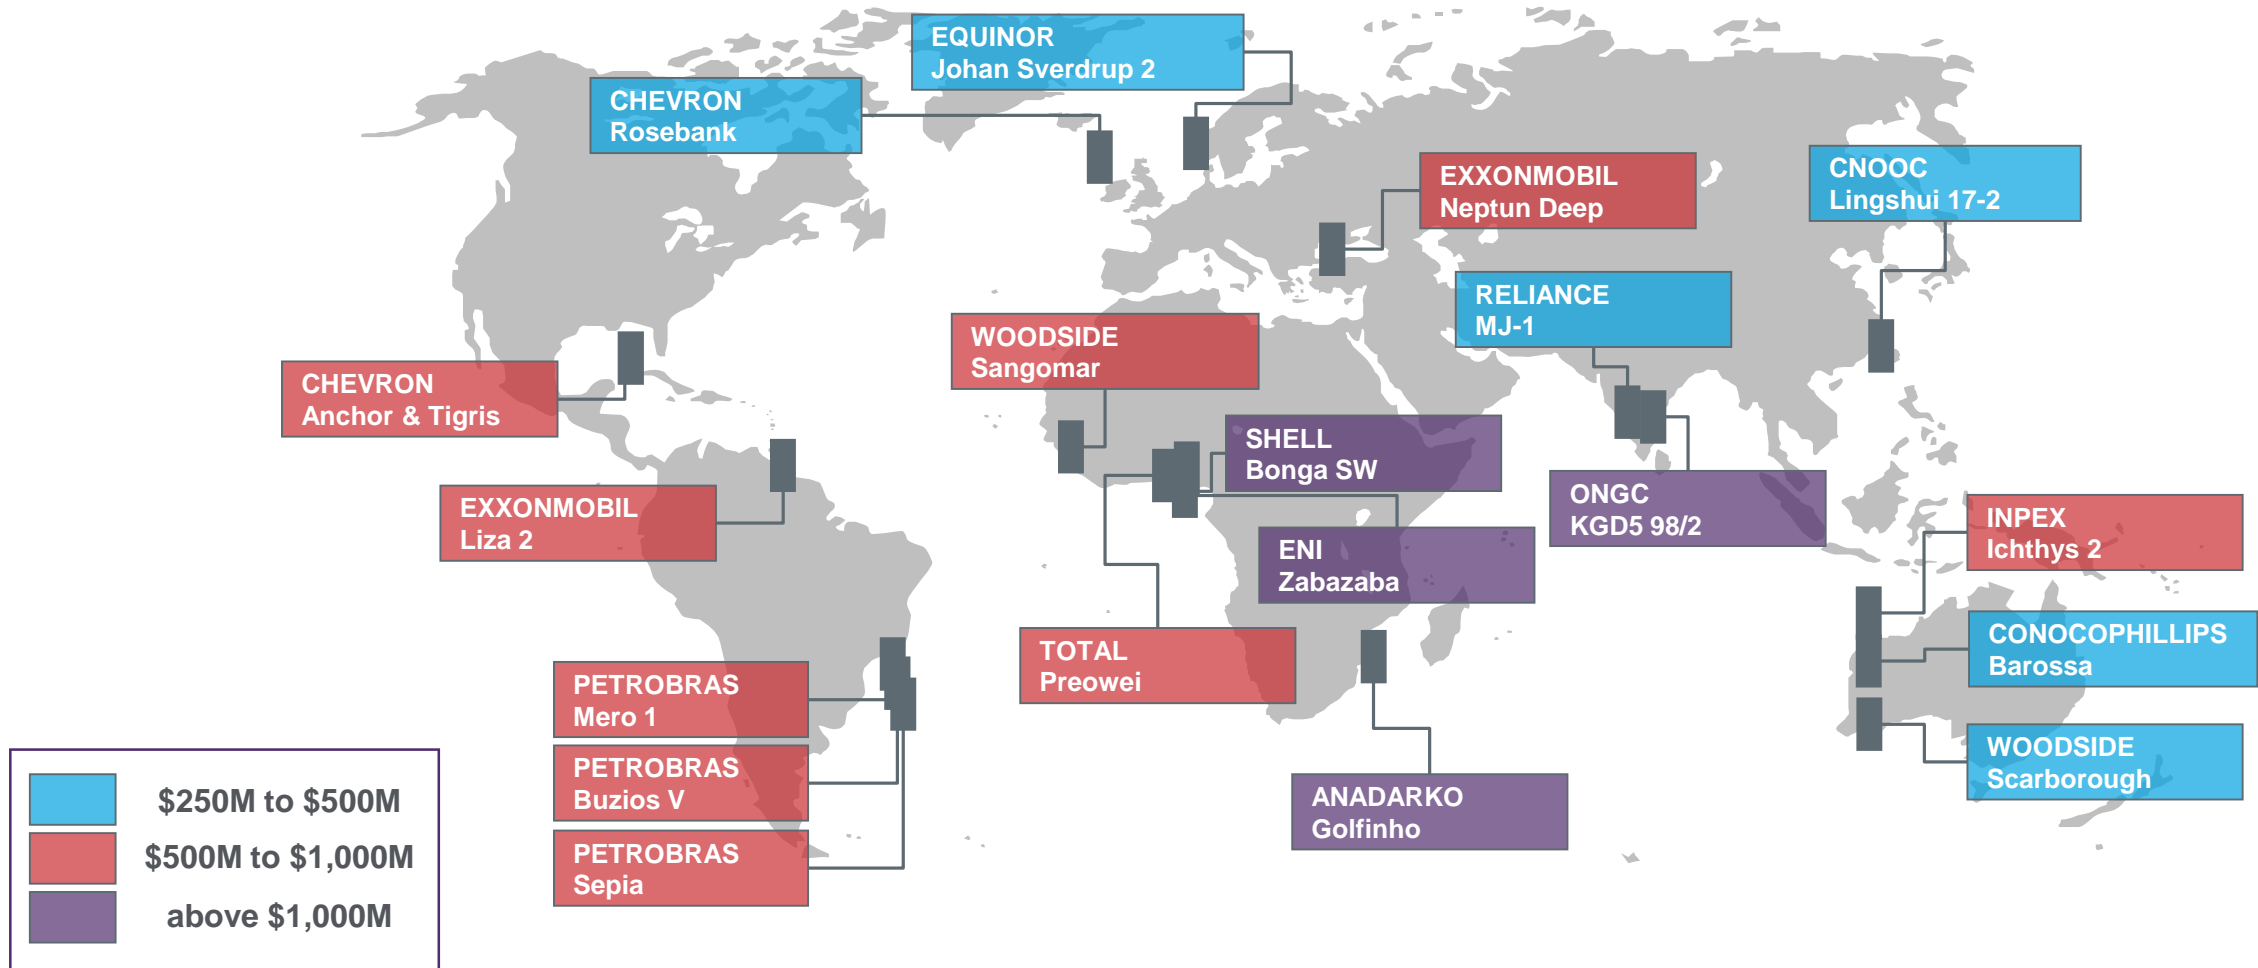 EQUINOR
Johan Sverdrup 2
CHEVRON
Rosebank
EXXONMOBIL
Neptun Deep
CNOOC
Lingshui 17-2
RELIANCE
MJ-1
WOODSIDE
Sangomar
CHEVRON
Anchor & Tigris
SHELL
Bonga SW
ONGC
KGD5 98/2
EXXONMOBIL
Liza 2
INPEX
Ichthys 2
ENI
Zabazaba
CONOCOPHILLIPS
Barossa
TOTAL
Preowei
PETROBRAS
Mero 1
WOODSIDE
Scarborough
PETROBRAS
Buzios V
ANADARKO
Golfinho
PETROBRAS
Sepia
$250M to $500M
$500M to $1,000M
above $1,000M